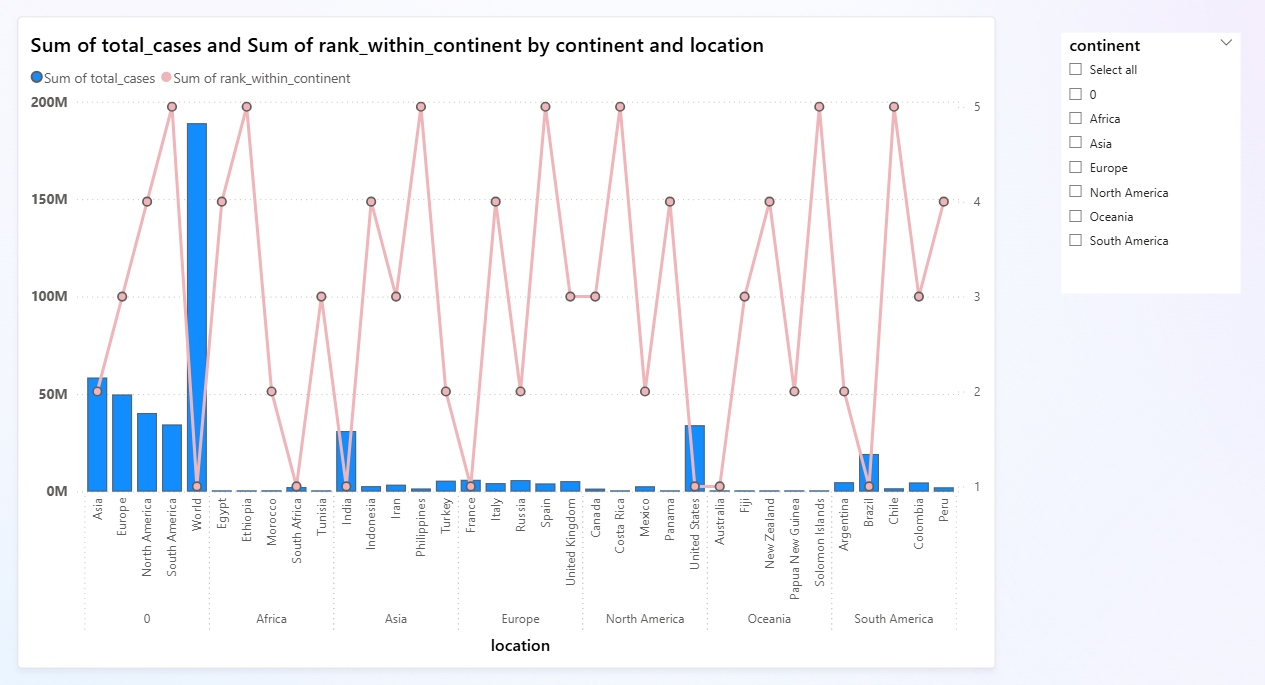 Sum of total_cases and Sum of rank_within_continent by continent and location
Sum of total_cases Sum of rank_within_continent
200M
150M
100M
50M
0M
5
4
3
2
1
Asia
Europe
North America
South America
World
Egypt
Ethiopia
Morocco
South Africa
Tunisia
India
Indonesia
Iran
Philippines
Turkey
France
Italy
Russia
Spain
United Kingdom
Canada
Costa Rica
Mexico
Panama
United States
Australia
Fiji
New Zealand
Papua New Guinea
Solomon Islands
Argentina
Brazil
Chile
Colombia
Peru
0 Africa Asia Europe North America Oceania South America
location
continent
Select all
0
Africa
Asia
Europe
North America
Oceania
South America